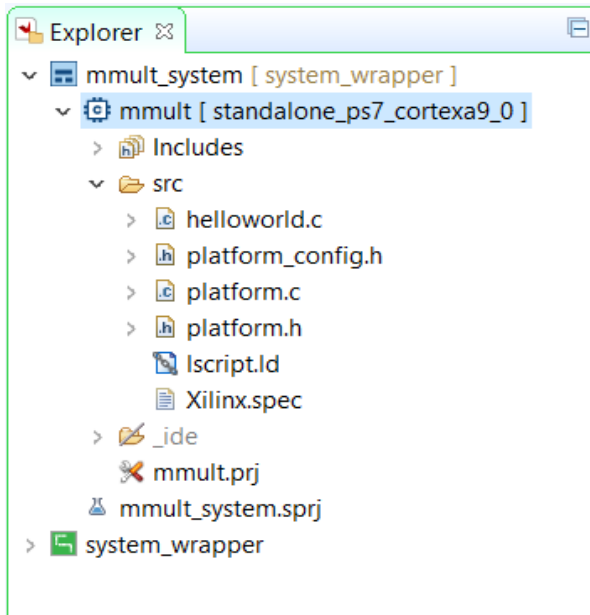 Explorer
mmult_system [ system_wrapper ]
mmult [ standalone_ps7_cortexa9_0 ]
Includes
src
helloworld.c
platform_config.h
platform.c
platform.h
lscript.ld
Xilinx.spec
_ide
mmult.prj
mmult_system.sprj
system_wrapper